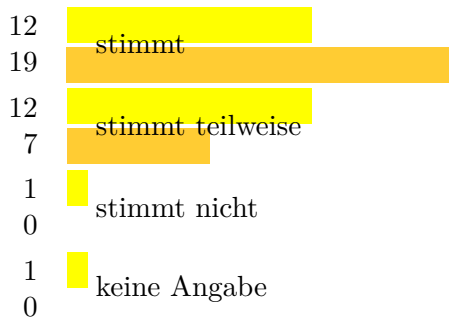 12
stimmt
19
12
stimmt teilweise
7
1
stimmt nicht
0
1
keine Angabe
0